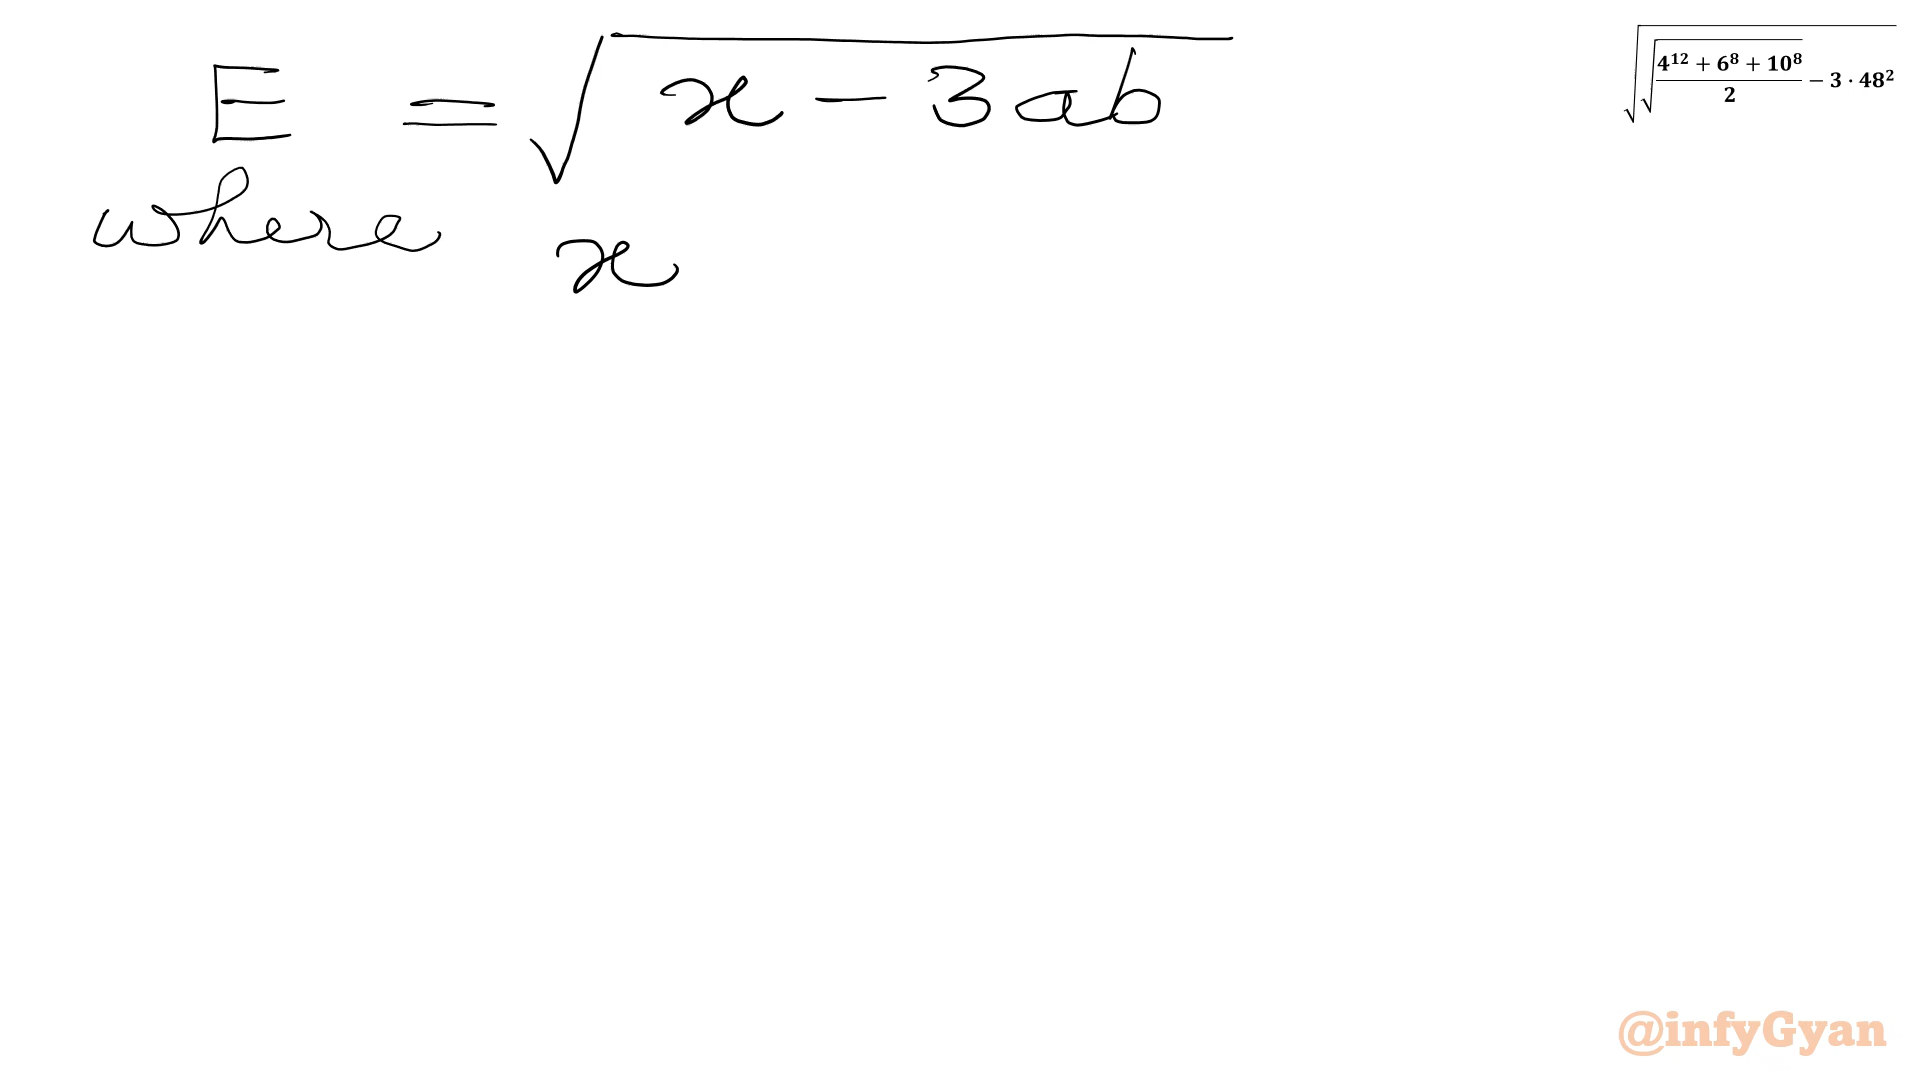 E = √(x − 3ab)
√(√((4¹² + 6⁸ + 10⁸)/2) − 3 · 48²)
where x
@infyGyan